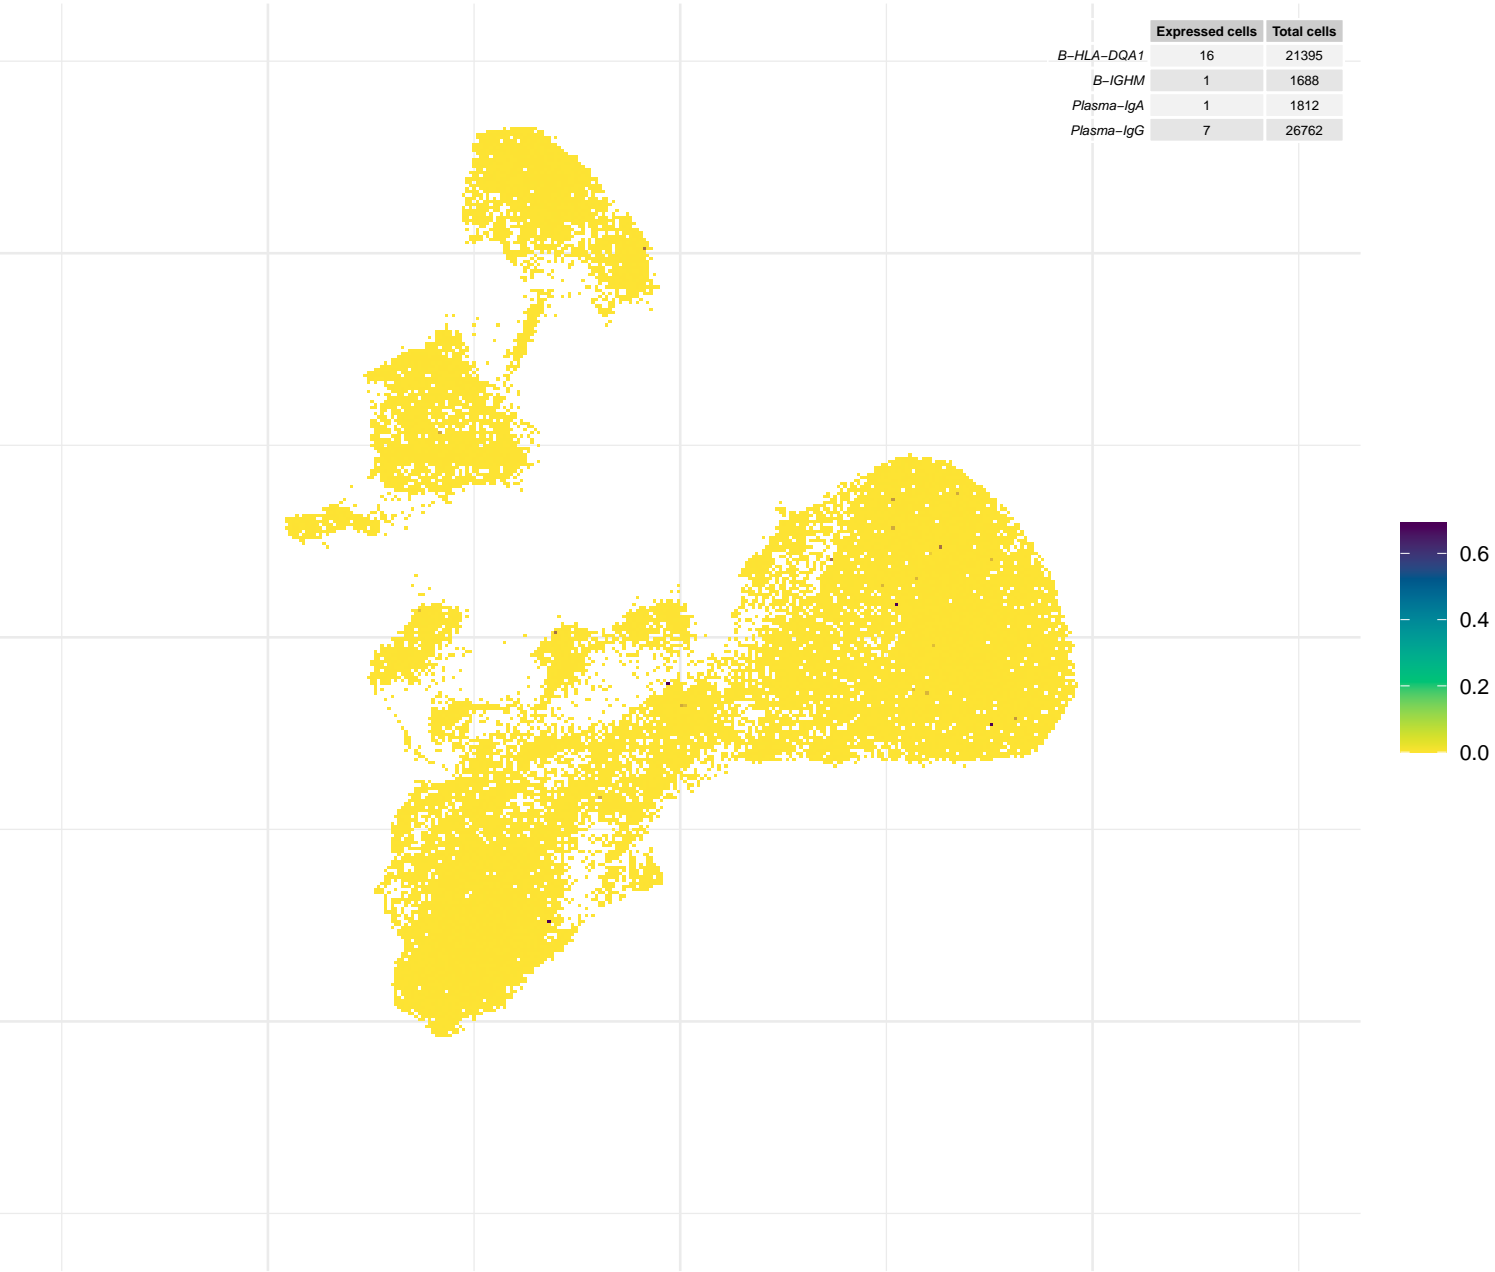 Expressed cells Total cells
B−HLA−DQA1 16 21395
B−IGHM 1 1688
Plasma−IgA 1 1812
Plasma−IgG 7 26762
0.6
0.4
0.2
0.0